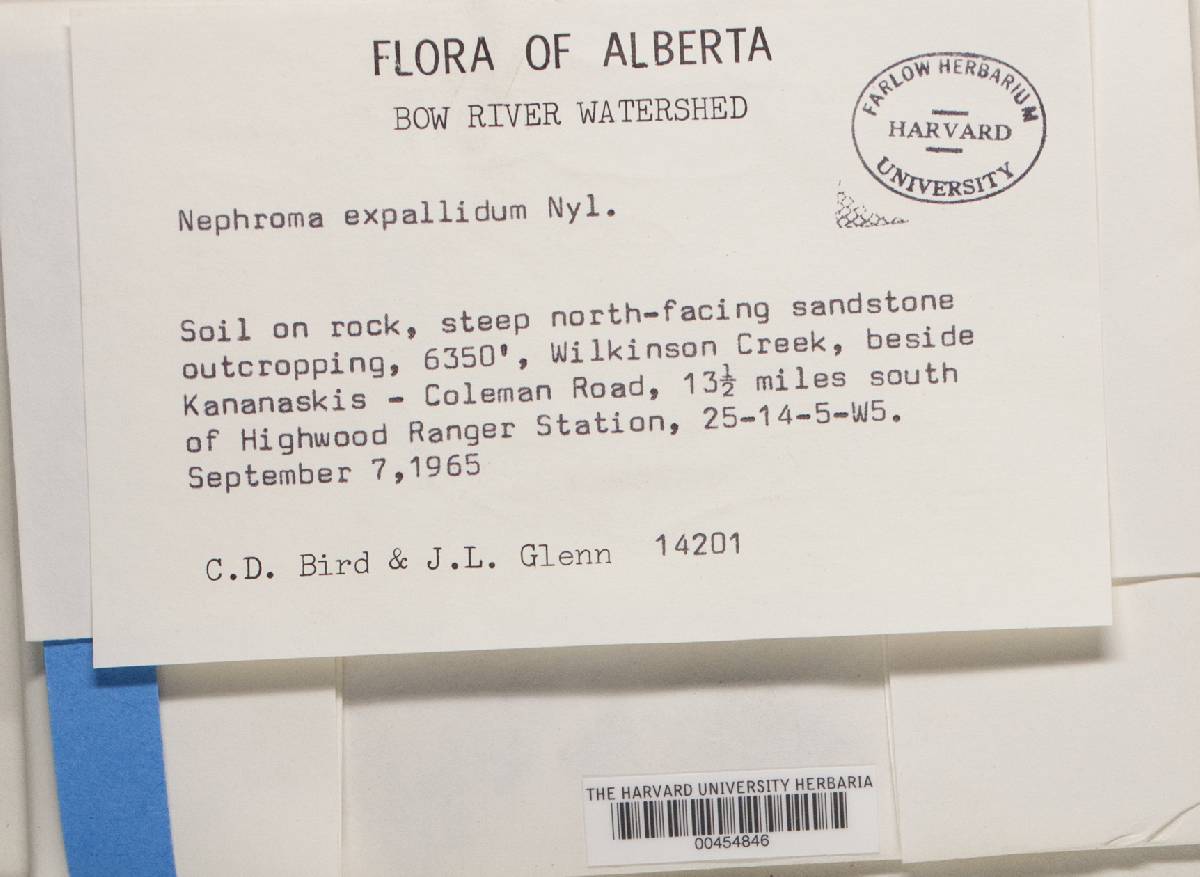 FLORA OF ALBERTA
BOW RIVER WATERSHED
FARLOW HERBARIUM
HARVARD
UNIVERSITY
Nephroma expallidum Nyl.
Soil on rock, steep north-facing sandstone
outcropping, 6350', Wilkinson Creek, beside
Kananaskis - Coleman Road, 13½ miles south
of Highwood Ranger Station, 25-14-5-W5.
September 7,1965
C.D. Bird & J.L. Glenn 14201
THE HARVARD UNIVERSITY HERBARIA
00454846